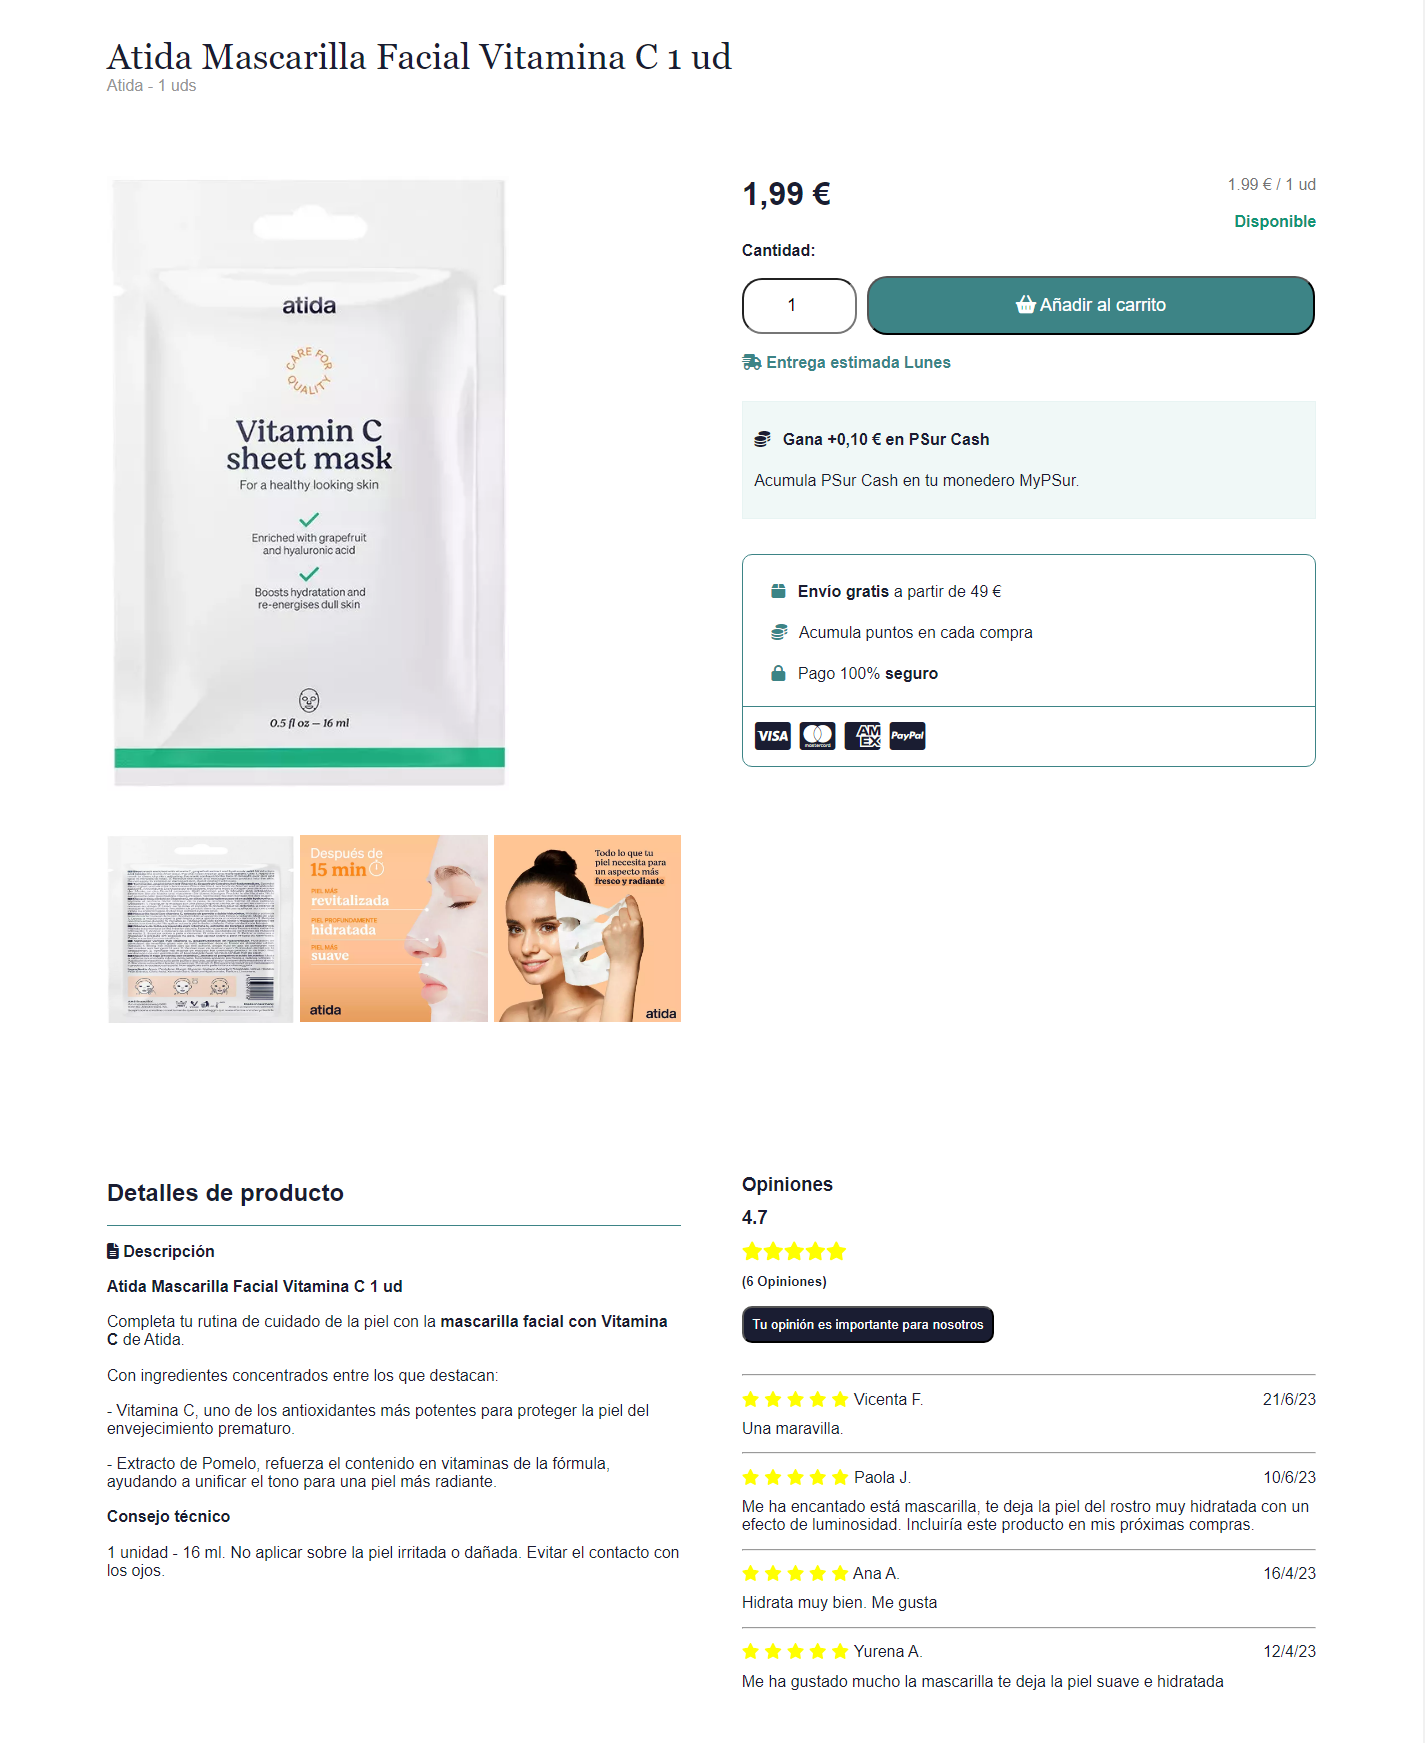 Atida Mascarilla Facial Vitamina C 1 ud
Atida - 1 uds
atida
CARE FOR QUALITY
Vitamin C
sheet mask
For a healthy looking skin
Enriched with grapefruit
and hyaluronic acid
Boosts hydration and
re-energises dull skin
0.5 fl oz – 16 ml
1,99 €
1.99 € / 1 ud
Disponible
Cantidad:
1
Añadir al carrito
Entrega estimada Lunes
Gana +0,10 € en PSur Cash
Acumula PSur Cash en tu monedero MyPSur.
Envío gratis a partir de 49 €
Acumula puntos en cada compra
Pago 100% seguro
VISA
mastercard
AM
EX
PayPal
Después de
15 min
PIEL MÁS
revitalizada
PIEL PROFUNDAMENTE
hidratada
PIEL MÁS
suave
atida
Todo lo que tu
piel necesita para
un aspecto más
fresco y radiante
atida
Detalles de producto
Descripción
Atida Mascarilla Facial Vitamina C 1 ud
Completa tu rutina de cuidado de la piel con la mascarilla facial con Vitamina
C de Atida.
Con ingredientes concentrados entre los que destacan:
- Vitamina C, uno de los antioxidantes más potentes para proteger la piel del
envejecimiento prematuro.
- Extracto de Pomelo, refuerza el contenido en vitaminas de la fórmula,
ayudando a unificar el tono para una piel más radiante.
Consejo técnico
1 unidad - 16 ml. No aplicar sobre la piel irritada o dañada. Evitar el contacto con
los ojos.
Opiniones
4.7
(6 Opiniones)
Tu opinión es importante para nosotros
Vicenta F. 21/6/23
Una maravilla.
Paola J. 10/6/23
Me ha encantado está mascarilla, te deja la piel del rostro muy hidratada con un
efecto de luminosidad. Incluiría este producto en mis próximas compras.
Ana A. 16/4/23
Hidrata muy bien. Me gusta
Yurena A. 12/4/23
Me ha gustado mucho la mascarilla te deja la piel suave e hidratada